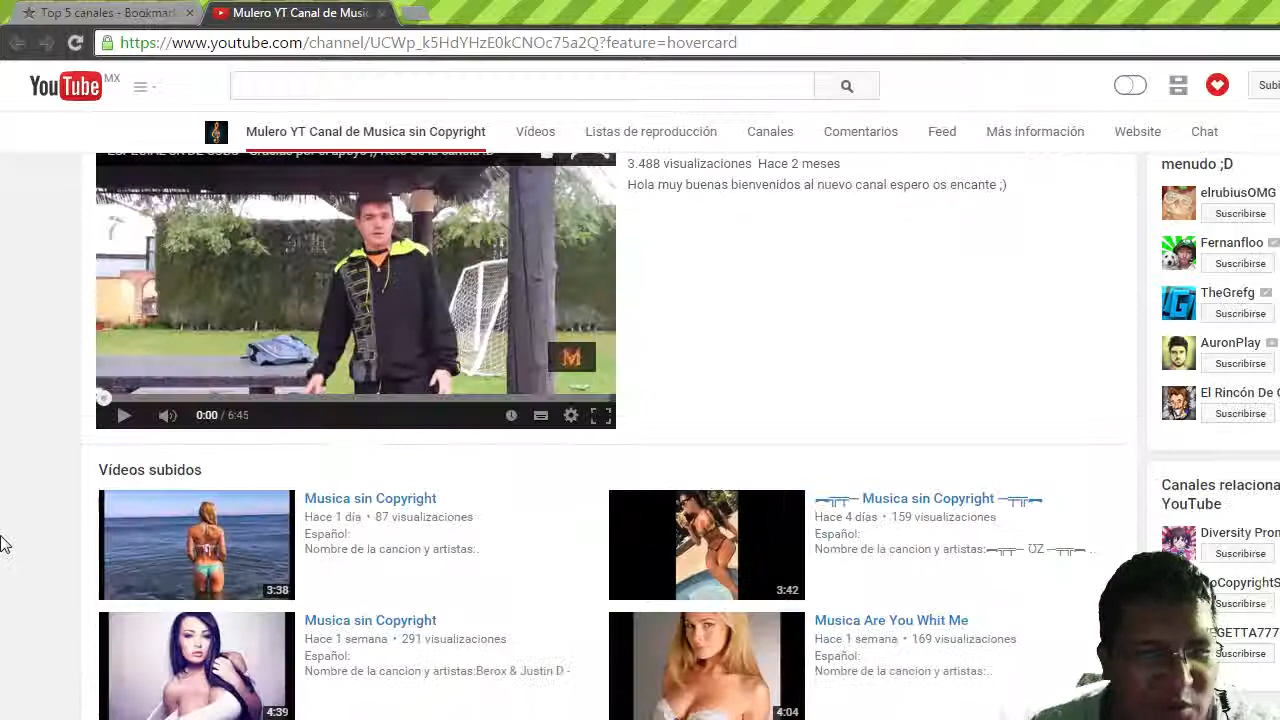 Top 5 canales - Bookmark
Mulero YT Canal de Music
https://www.youtube.com/channel/UCWp_k5HdYHzE0kCNOc75a2Q?feature=hovercard
YouTube MX
Subi
Mulero YT Canal de Musica sin Copyright
Vídeos
Listas de reproducción
Canales
Comentarios
Feed
Más información
Website
Chat
3.488 visualizaciones Hace 2 meses
Hola muy buenas bienvenidos al nuevo canal espero os encante ;)
M
0:00 / 6:45
menudo ;D
elrubiusOMG
Suscribirse
Fernanfloo
Suscribirse
TheGrefg
Suscribirse
AuronPlay
Suscribirse
El Rincón De
Suscribirse
Vídeos subidos
3:38
Musica sin Copyright
Hace 1 día • 87 visualizaciones
Español:
Nombre de la cancion y artistas:.
3:42
Musica sin Copyright
Hace 4 días • 159 visualizaciones
Español:
Nombre de la cancion y artistas:
4:39
Musica sin Copyright
Hace 1 semana • 291 visualizaciones
Español:
Nombre de la cancion y artistas:Berox & Justin D -
4:04
Musica Are You Whit Me
Hace 1 semana • 169 visualizaciones
Español:
Nombre de la cancion y artistas:..
Canales relaciona
YouTube
Diversity Pro
Suscribirse
oCopyrightS
Suscribirse
GETTA777
Suscribirse